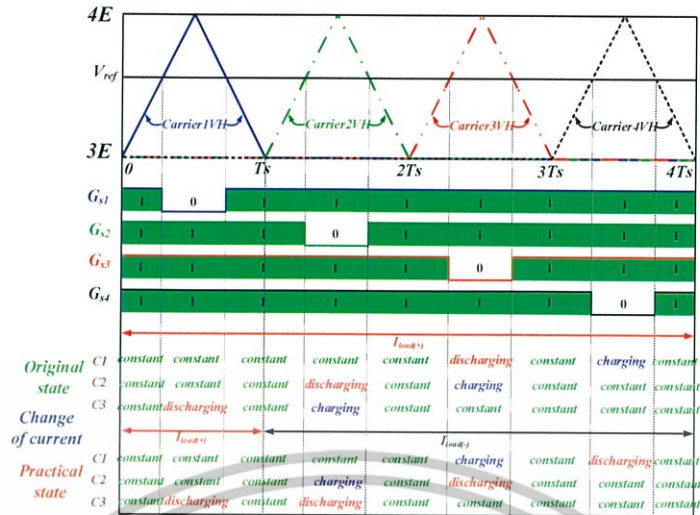 4E
Vref
Carrier1VH Carrier2VH Carrier3VH Carrier4VH
3E
0 Ts 2Ts 3Ts 4Ts
Gs1 1 0 1 1 1 1 1 1 1
Gs2 1 1 1 0 1 1 1 1 1
Gs3 1 1 1 1 1 0 1 1 1
Gs4 1 1 1 1 1 1 1 0 1
Iload(+)
Original state
C1 constant constant constant constant constant discharging constant charging constant
C2 constant constant constant discharging constant charging constant constant constant
C3 constant discharging constant charging constant constant constant constant constant
Change of current
Iload(+) Iload(-)
Practical state
C1 constant constant constant constant constant charging constant discharging constant
C2 constant constant constant charging constant discharging constant constant constant
C3 constant discharging constant discharging constant constant constant constant constant